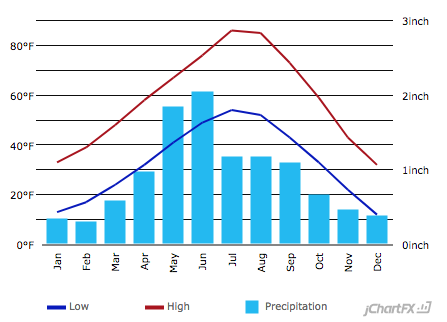 3inch
80°F
60°F
2inch
40°F
1inch
20°F
0°F
0inch
Jan Feb Mar Apr May Jun Jul Aug Sep Oct Nov Dec
Low High Precipitation
jChartFX